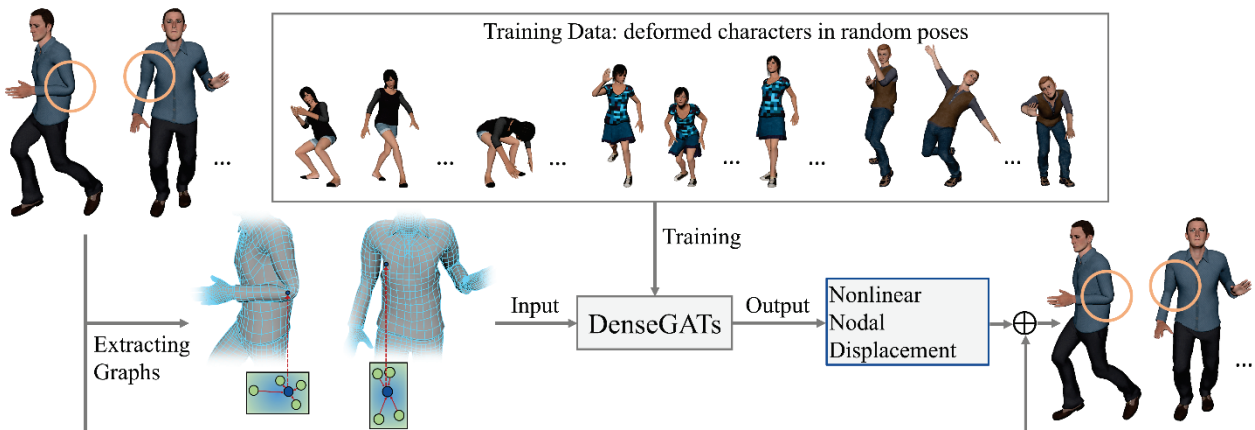 Training Data: deformed characters in random poses
...
...
...
...
...
...
Training
Extracting
Graphs
Input
DenseGATs
Output
Nonlinear
Nodal
Displacement
...